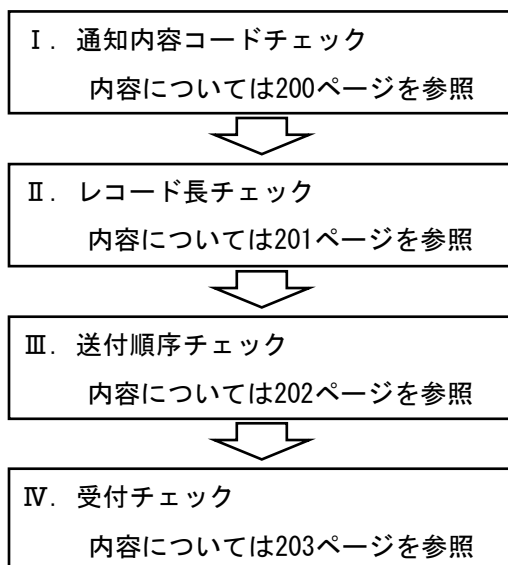 Ⅰ. 通知内容コードチェック
内容については200ページを参照
Ⅱ. レコード長チェック
内容については201ページを参照
Ⅲ. 送付順序チェック
内容については202ページを参照
Ⅳ. 受付チェック
内容については203ページを参照